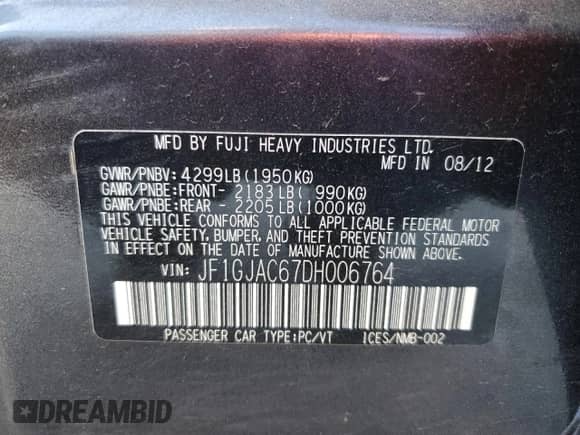 MFD BY FUJI HEAVY INDUSTRIES LTD.
MFD IN 08/12
GVWR/PNBV: 4299LB(1950KG)
GAWR/PNBE:FRONT- 2183LB( 990KG)
GAWR/PNBE:REAR - 2205LB(1000KG)
THIS VEHICLE CONFORMS TO ALL APPLICABLE FEDERAL MOTOR
VEHICLE SAFETY, BUMPER, AND THEFT PREVENTION STANDARDS
IN EFFECT ON THE DATE OF MANUFACTURE SHOWN ABOVE.
VIN: JF1GJAC67DH006764
PASSENGER CAR TYPE:PC/VT ICES/NMB-002
DREAMBID